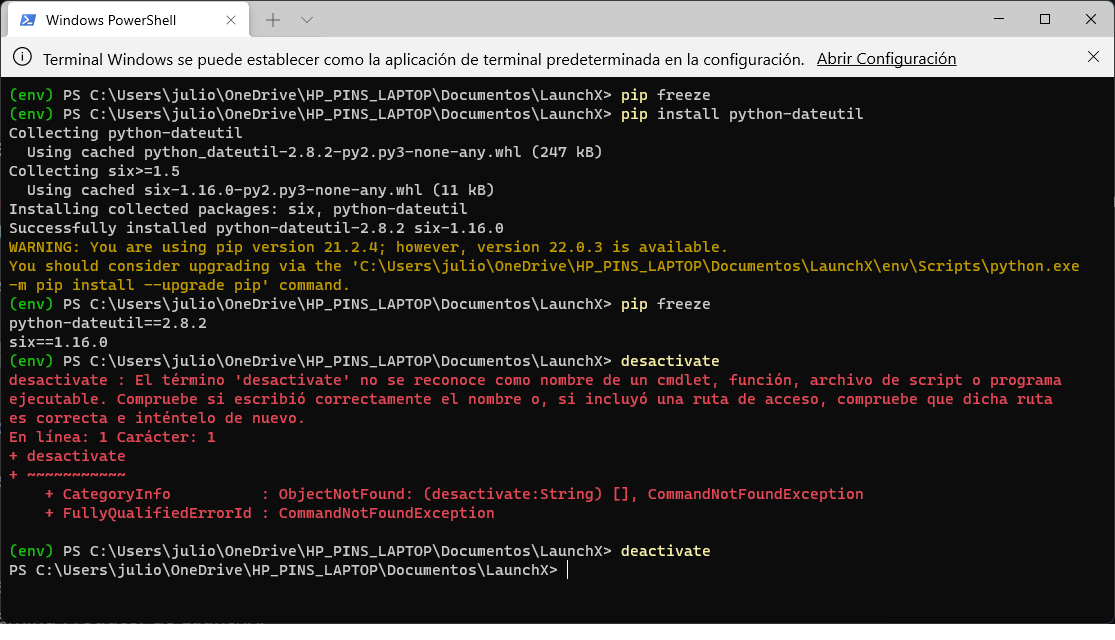 Windows PowerShell
Terminal Windows se puede establecer como la aplicación de terminal predeterminada en la configuración. Abrir Configuración
(env) PS C:\Users\julio\OneDrive\HP_PINS_LAPTOP\Documentos\LaunchX> pip freeze
(env) PS C:\Users\julio\OneDrive\HP_PINS_LAPTOP\Documentos\LaunchX> pip install python-dateutil
Collecting python-dateutil
  Using cached python_dateutil-2.8.2-py2.py3-none-any.whl (247 kB)
Collecting six>=1.5
  Using cached six-1.16.0-py2.py3-none-any.whl (11 kB)
Installing collected packages: six, python-dateutil
Successfully installed python-dateutil-2.8.2 six-1.16.0
WARNING: You are using pip version 21.2.4; however, version 22.0.3 is available.
You should consider upgrading via the 'C:\Users\julio\OneDrive\HP_PINS_LAPTOP\Documentos\LaunchX\env\Scripts\python.exe
-m pip install --upgrade pip' command.
(env) PS C:\Users\julio\OneDrive\HP_PINS_LAPTOP\Documentos\LaunchX> pip freeze
python-dateutil==2.8.2
six==1.16.0
(env) PS C:\Users\julio\OneDrive\HP_PINS_LAPTOP\Documentos\LaunchX> desactivate
desactivate : El término 'desactivate' no se reconoce como nombre de un cmdlet, función, archivo de script o programa
ejecutable. Compruebe si escribió correctamente el nombre o, si incluyó una ruta de acceso, compruebe que dicha ruta
es correcta e inténtelo de nuevo.
En línea: 1 Carácter: 1
+ desactivate
+ ~~~~~~~~~~~
    + CategoryInfo          : ObjectNotFound: (desactivate:String) [], CommandNotFoundException
    + FullyQualifiedErrorId : CommandNotFoundException
(env) PS C:\Users\julio\OneDrive\HP_PINS_LAPTOP\Documentos\LaunchX> deactivate
PS C:\Users\julio\OneDrive\HP_PINS_LAPTOP\Documentos\LaunchX>